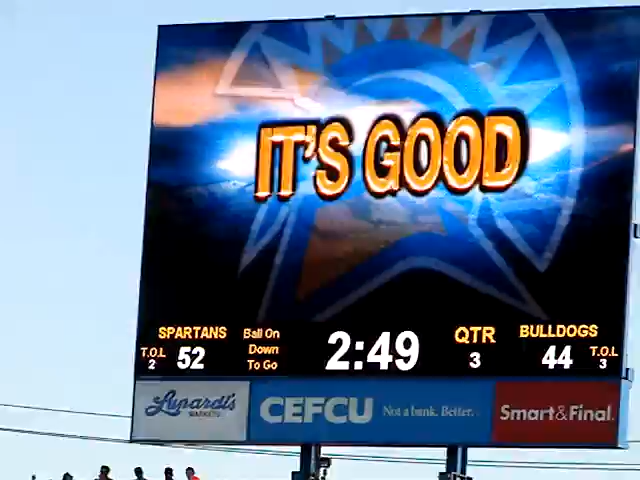 IT'S GOOD
SPARTANS Ball On 2:49 QTR BULLDOGS
T.O.L 52 Down 3 44 T.O.L
2 To Go 3
Lunardi's MARKETS CEFCU Not a bank. Better. Smart&Final.